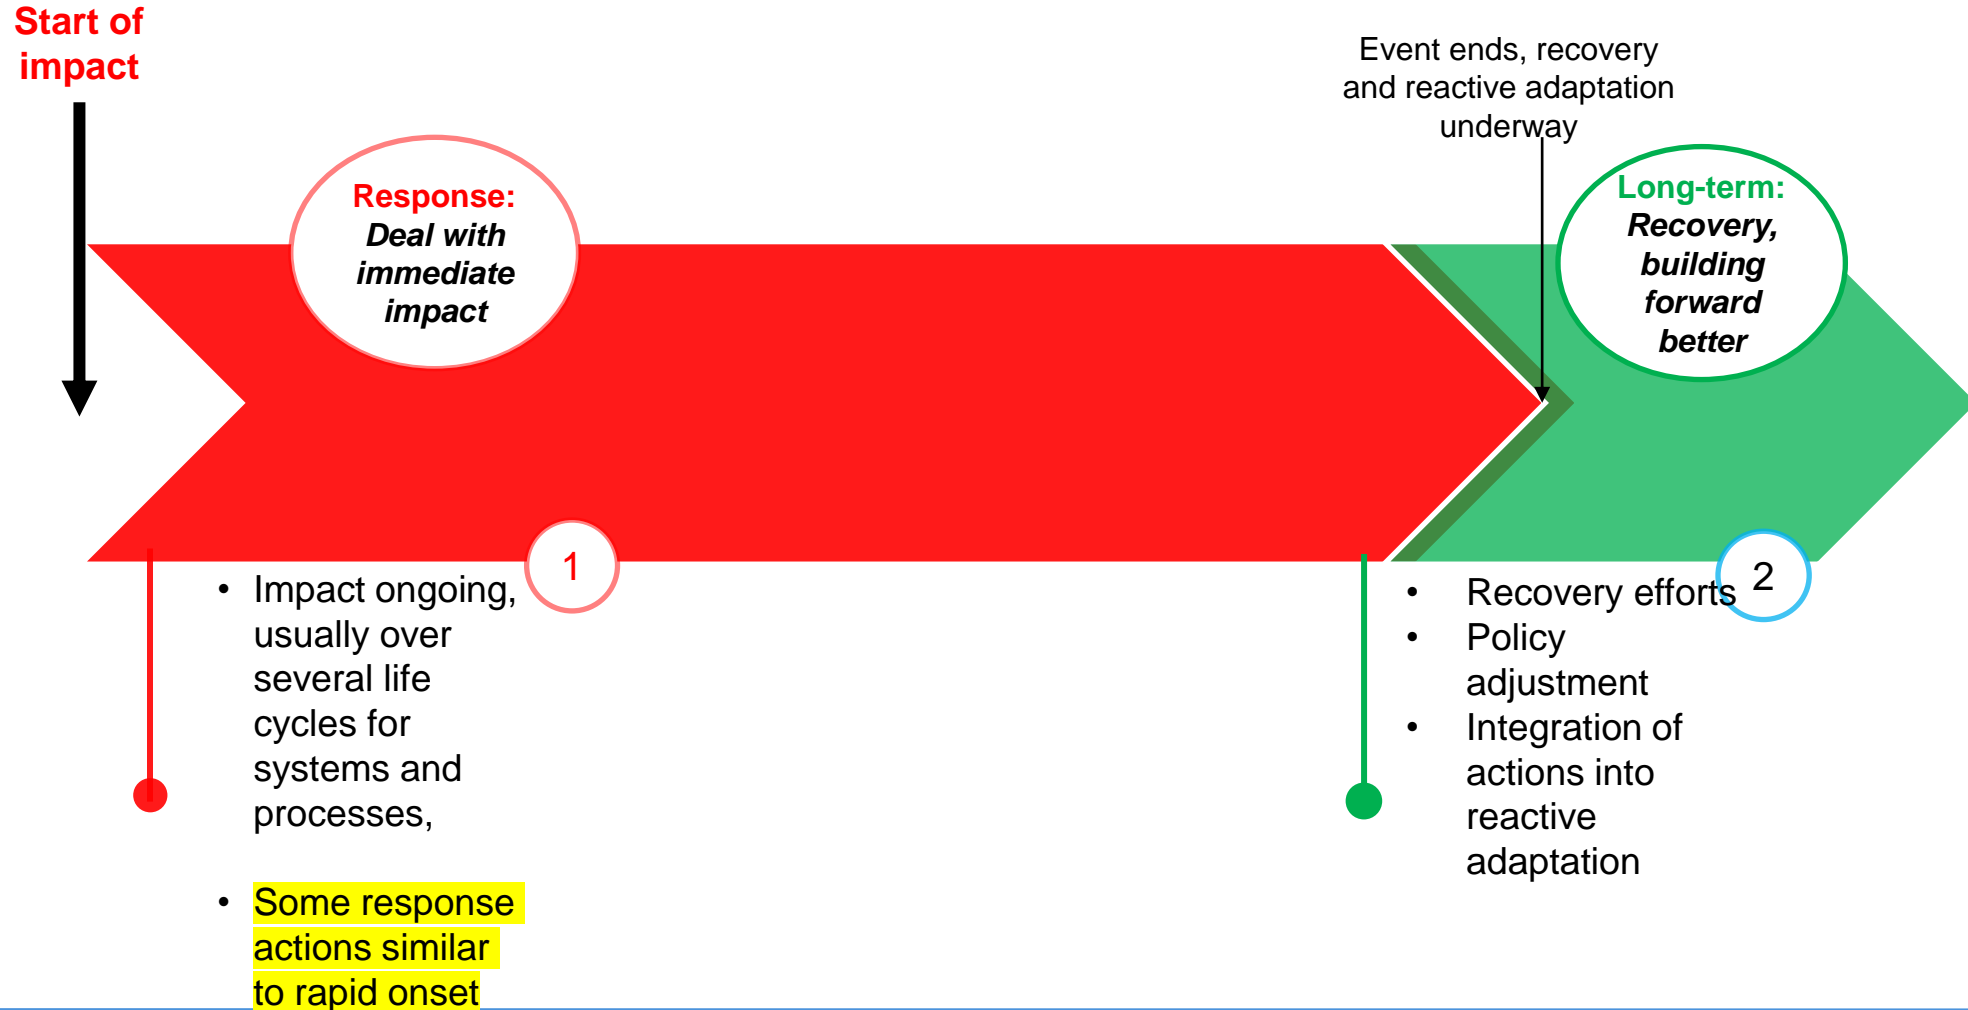 Start of
impact
Event ends, recovery
and reactive adaptation
underway
Response:
Deal with
immediate
impact
Long-term:
Recovery,
building
forward
better
1
• Impact ongoing,
usually over
several life
cycles for
systems and
processes,
• Some response
actions similar
to rapid onset
2
• Recovery efforts
• Policy
adjustment
• Integration of
actions into
reactive
adaptation